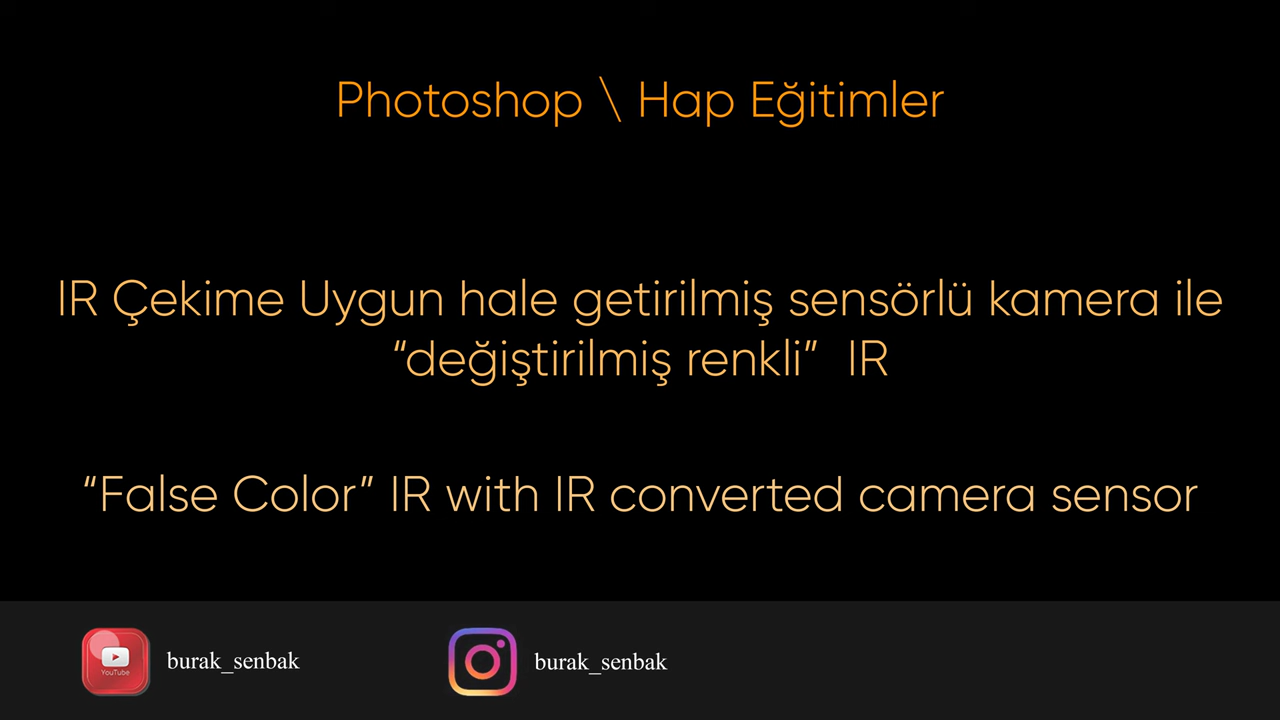 Photoshop \ Hap Eğitimler
IR Çekime Uygun hale getirilmiş sensörlü kamera ile
“değiştirilmiş renkli” IR
“False Color” IR with IR converted camera sensor
YouTube
burak_senbak
burak_senbak